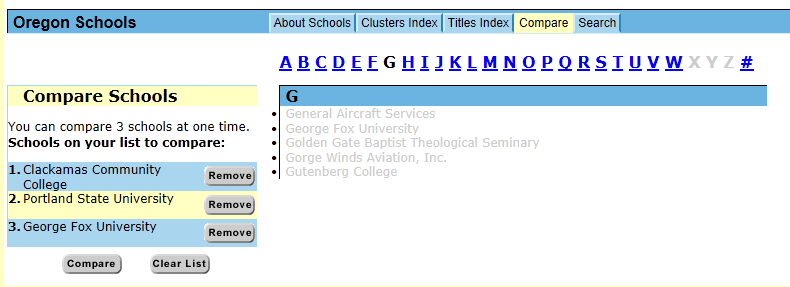 Oregon Schools
About Schools Clusters Index Titles Index Compare Search
A B C D E F G H I J K L M N O P Q R S T U V W X Y Z #
Compare Schools
You can compare 3 schools at one time.
Schools on your list to compare:
1. Clackamas Community
College
Remove
2. Portland State University
Remove
3. George Fox University
Remove
Compare Clear List
G
General Aircraft Services
George Fox University
Golden Gate Baptist Theological Seminary
Gorge Winds Aviation, Inc.
Gutenberg College